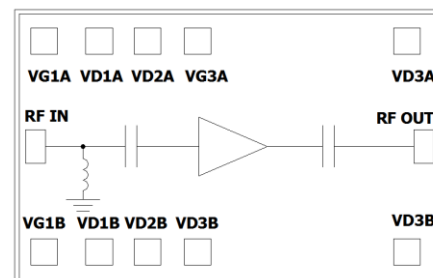 VG1A VD1A VD2A VG3A VD3A
RF IN RF OUT
VG1B VD1B VD2B VD3B VD3B